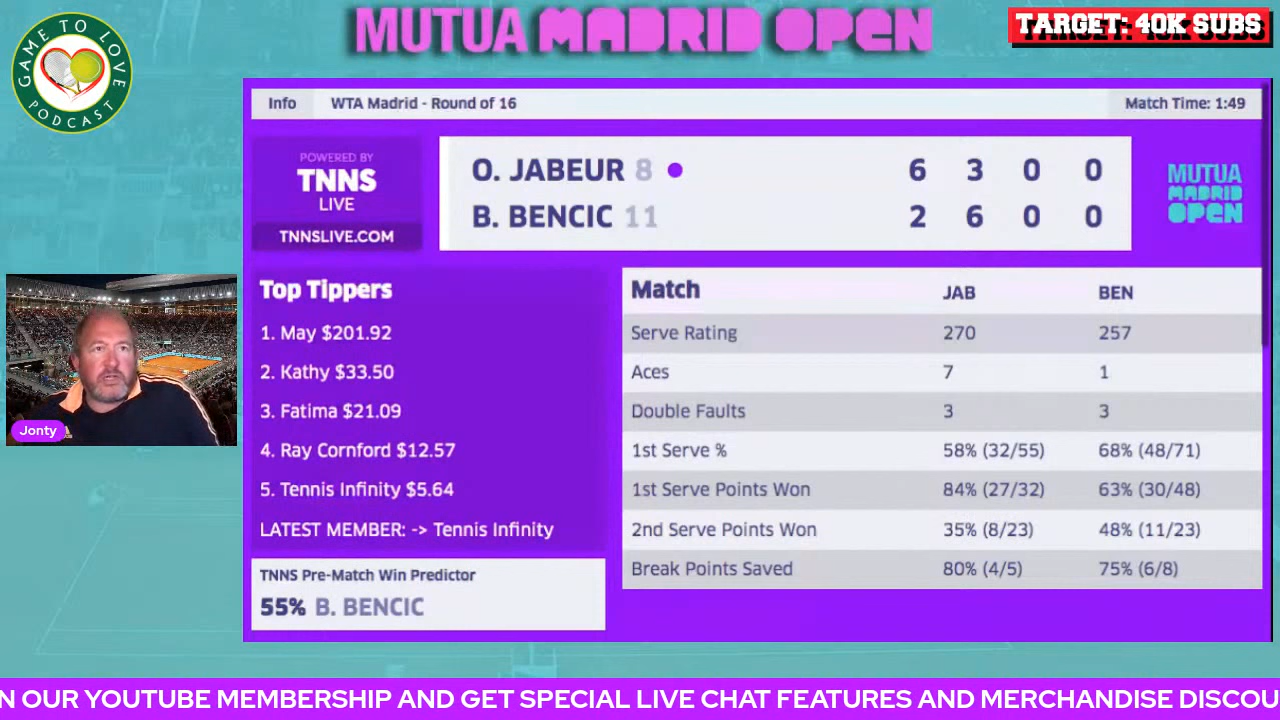 GAME TO LOVE
PODCAST
MUTUA MADRID OPEN
TARGET: 40K SUBS
Info WTA Madrid - Round of 16 Match Time: 1:49
POWERED BY
TNNS
LIVE
TNNSLIVE.COM
O. JABEUR 8 6 3 0 0
B. BENCIC 11 2 6 0 0
MUTUA
MADRID
OPEN
Top Tippers
1. May $201.92
2. Kathy $33.50
3. Fatima $21.09
4. Ray Cornford $12.57
5. Tennis Infinity $5.64
LATEST MEMBER: -> Tennis Infinity
TNNS Pre-Match Win Predictor
55% B. BENCIC
Match JAB BEN
Serve Rating 270 257
Aces 7 1
Double Faults 3 3
1st Serve % 58% (32/55) 68% (48/71)
1st Serve Points Won 84% (27/32) 63% (30/48)
2nd Serve Points Won 35% (8/23) 48% (11/23)
Break Points Saved 80% (4/5) 75% (6/8)
Jonty
N OUR YOUTUBE MEMBERSHIP AND GET SPECIAL LIVE CHAT FEATURES AND MERCHANDISE DISCOU